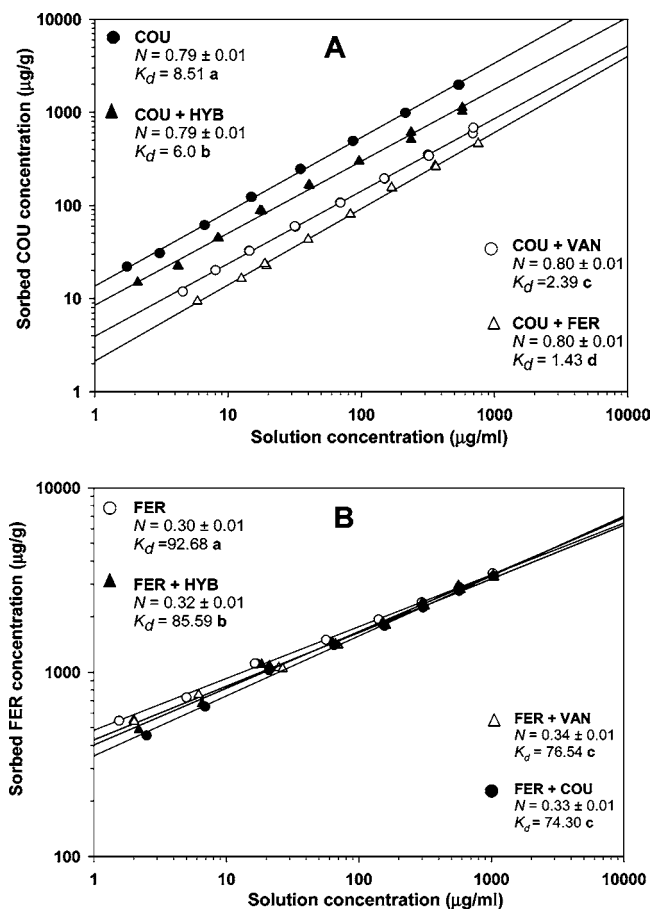 10000
1000
100
10
1
Sorbed COU concentration (µg/g)
A
COU
N = 0.79 ± 0.01
Kd = 8.51 a
COU + HYB
N = 0.79 ± 0.01
Kd = 6.0 b
COU + VAN
N = 0.80 ± 0.01
Kd =2.39 c
COU + FER
N = 0.80 ± 0.01
Kd = 1.43 d
1 10 100 1000 10000
Solution concentration (µg/ml)
10000
1000
100
Sorbed FER concentration (µg/g)
B
FER
N = 0.30 ± 0.01
Kd =92.68 a
FER + HYB
N = 0.32 ± 0.01
Kd = 85.59 b
FER + VAN
N = 0.34 ± 0.01
Kd = 76.54 c
FER + COU
N = 0.33 ± 0.01
Kd = 74.30 c
1 10 100 1000 10000
Solution concentration (µg/ml)